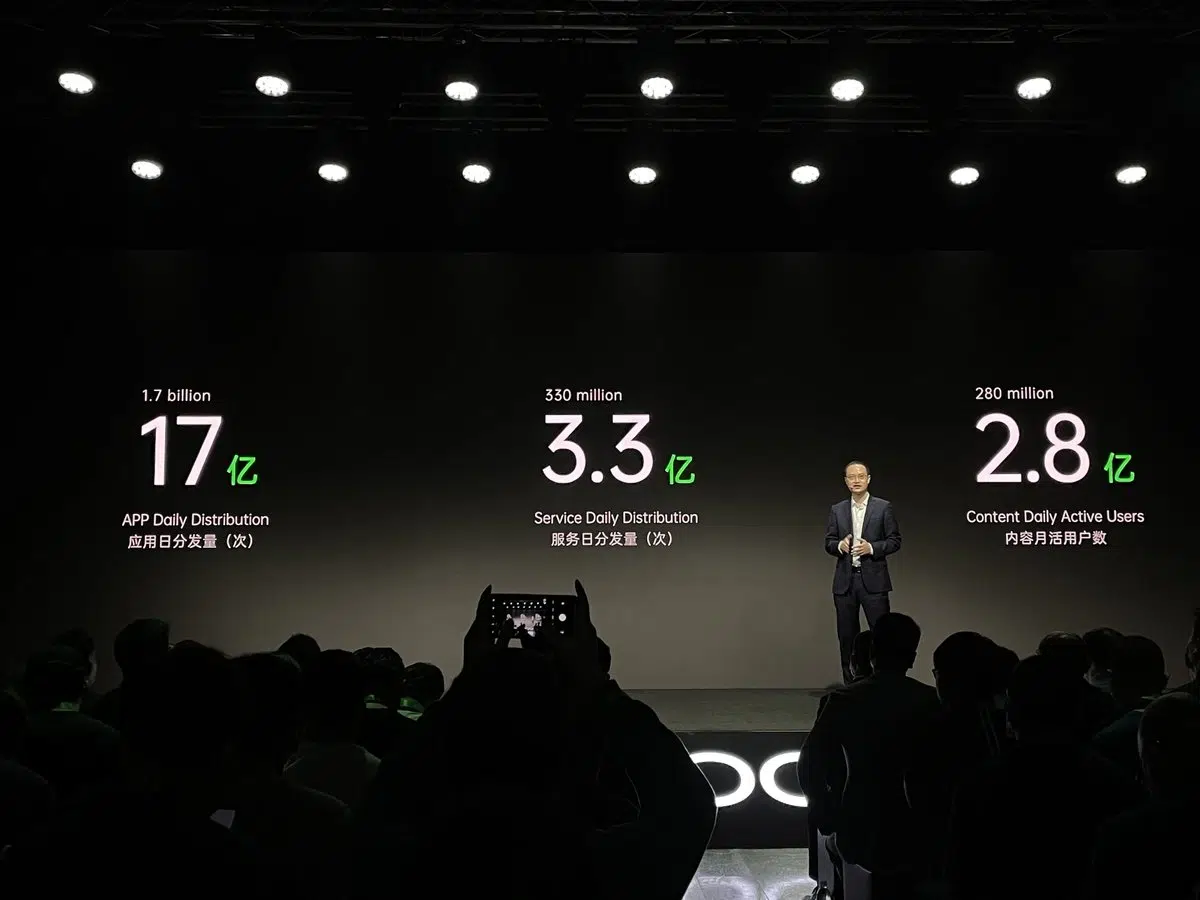 1.7 billion
17亿
APP Daily Distribution
应用日分发量（次）
330 million
3.3亿
Service Daily Distribution
服务日分发量（次）
280 million
2.8亿
Content Daily Active Users
内容月活用户数